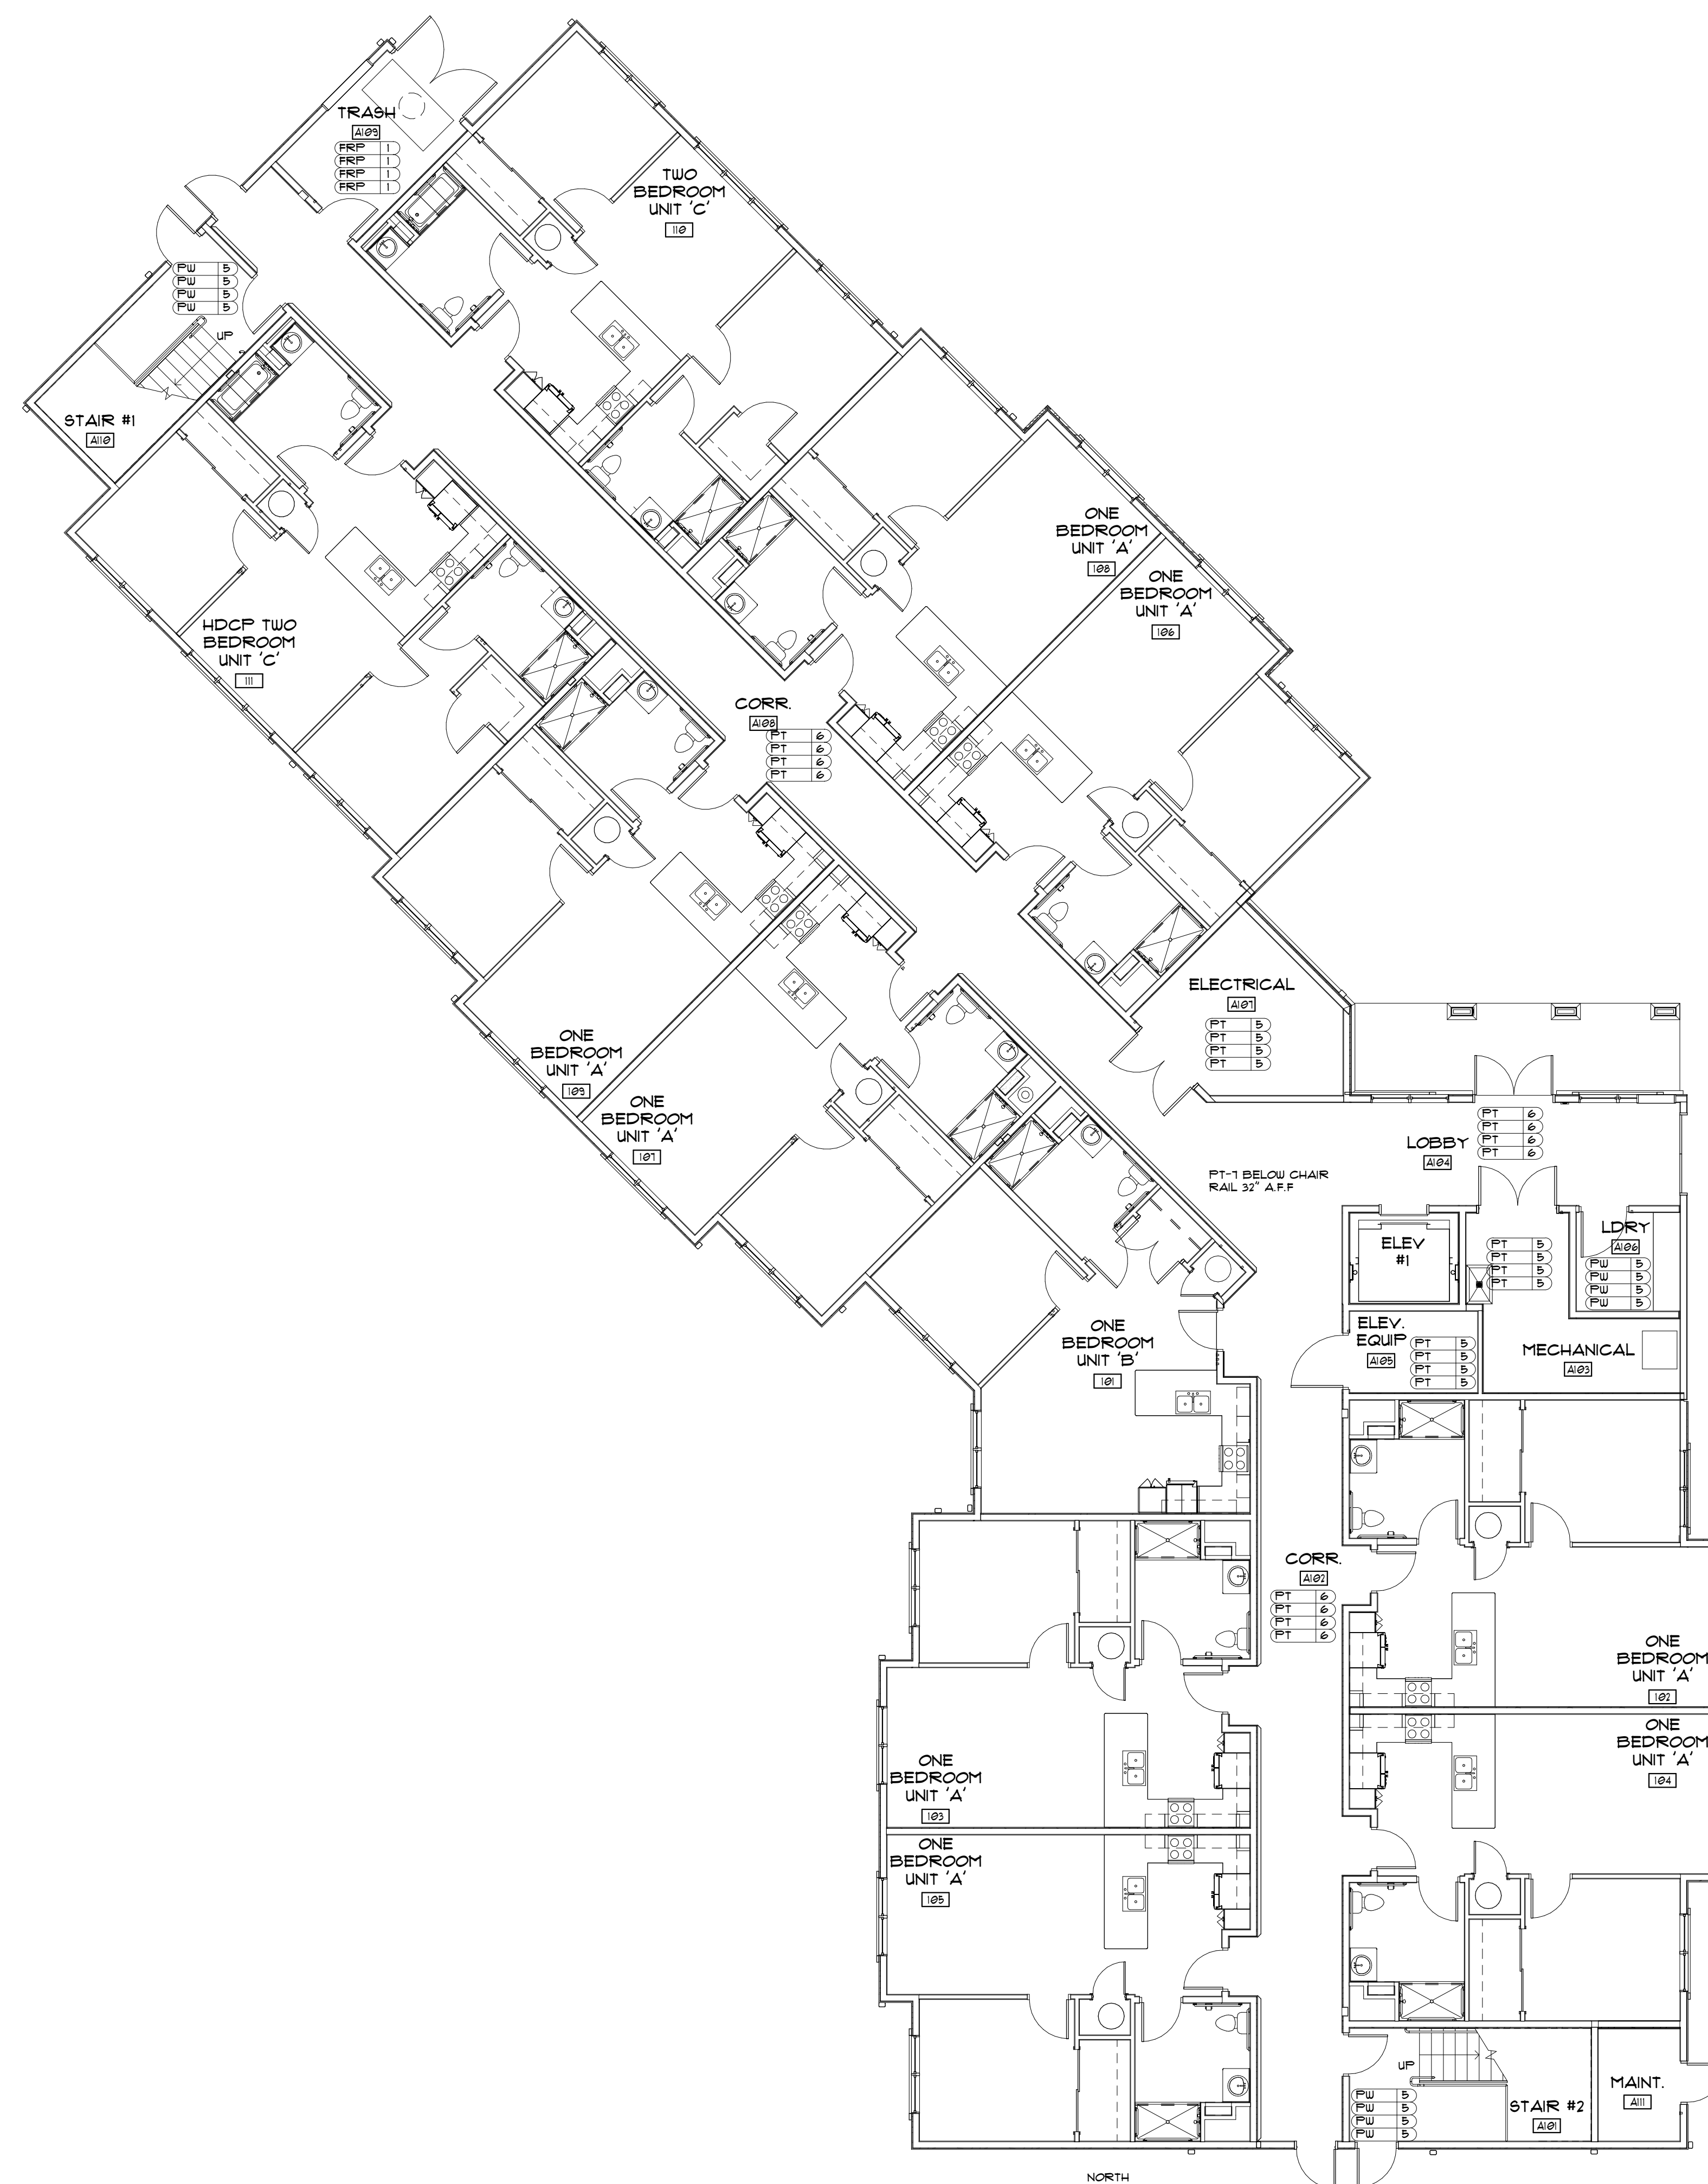 TRASH
A109
FRP 1
FRP 1
FRP 1
FRP 1
TWO
BEDROOM
UNIT 'C'
110
PW 5
PW 5
PW 5
PW 5
UP
STAIR #1
A110
HDCP TWO
BEDROOM
UNIT 'C'
111
ONE
BEDROOM
UNIT 'A'
108
ONE
BEDROOM
UNIT 'A'
106
CORR.
A108
PT 6
PT 6
PT 6
PT 6
ELECTRICAL
A107
PT 5
PT 5
PT 5
PT 5
ONE
BEDROOM
UNIT 'A'
109
ONE
BEDROOM
UNIT 'A'
107
PT 6
PT 6
PT 6
PT 6
LOBBY
A104
PT-7 BELOW CHAIR
RAIL 32" A.F.F
ELEV
#1
PT 5
PT 5
PT 5
PT 5
LDRY
A106
PW 5
PW 5
PW 5
PW 5
ONE
BEDROOM
UNIT 'B'
101
ELEV.
EQUIP
A105
PT 5
PT 5
PT 5
PT 5
MECHANICAL
A103
CORR.
A102
PT 6
PT 6
PT 6
PT 6
ONE
BEDROOM
UNIT 'A'
102
ONE
BEDROOM
UNIT 'A'
104
ONE
BEDROOM
UNIT 'A'
103
ONE
BEDROOM
UNIT 'A'
105
UP
PW 5
PW 5
PW 5
PW 5
STAIR #2
A101
MAINT.
A111
NORTH